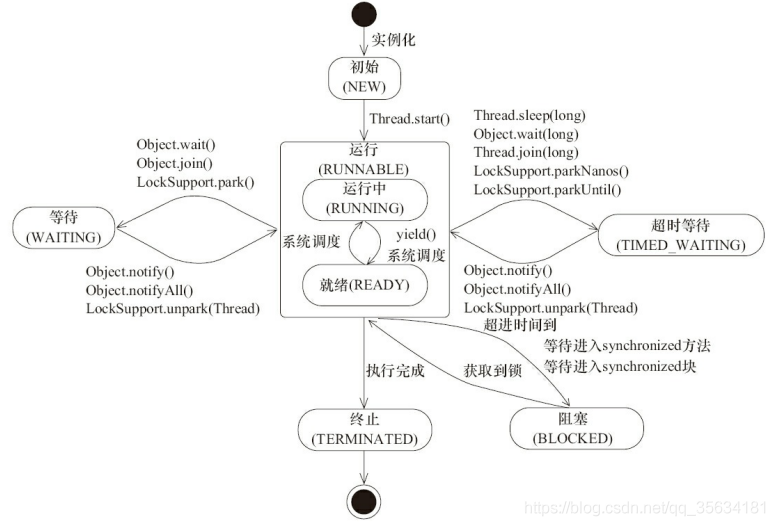 实例化
初始
(NEW)
Thread.start()
Object.wait()
Object.join()
LockSupport.park()
Thread.sleep(long)
Object.wait(long)
Thread.join(long)
LockSupport.parkNanos()
LockSupport.parkUntil()
运行
(RUNNABLE)
运行中
(RUNNING)
等待
(WAITING)
系统调度
yield()
系统调度
超时等待
(TIMED_WAITING)
就绪(READY)
Object.notify()
Object.notifyAll()
LockSupport.unpark(Thread)
Object.notify()
Object.notifyAll()
LockSupport.unpark(Thread)
超进时间到
等待进入synchronized方法
等待进入synchronized块
执行完成
获取到锁
终止
(TERMINATED)
阻塞
(BLOCKED)
https://blog.csdn.net/qq_35634181